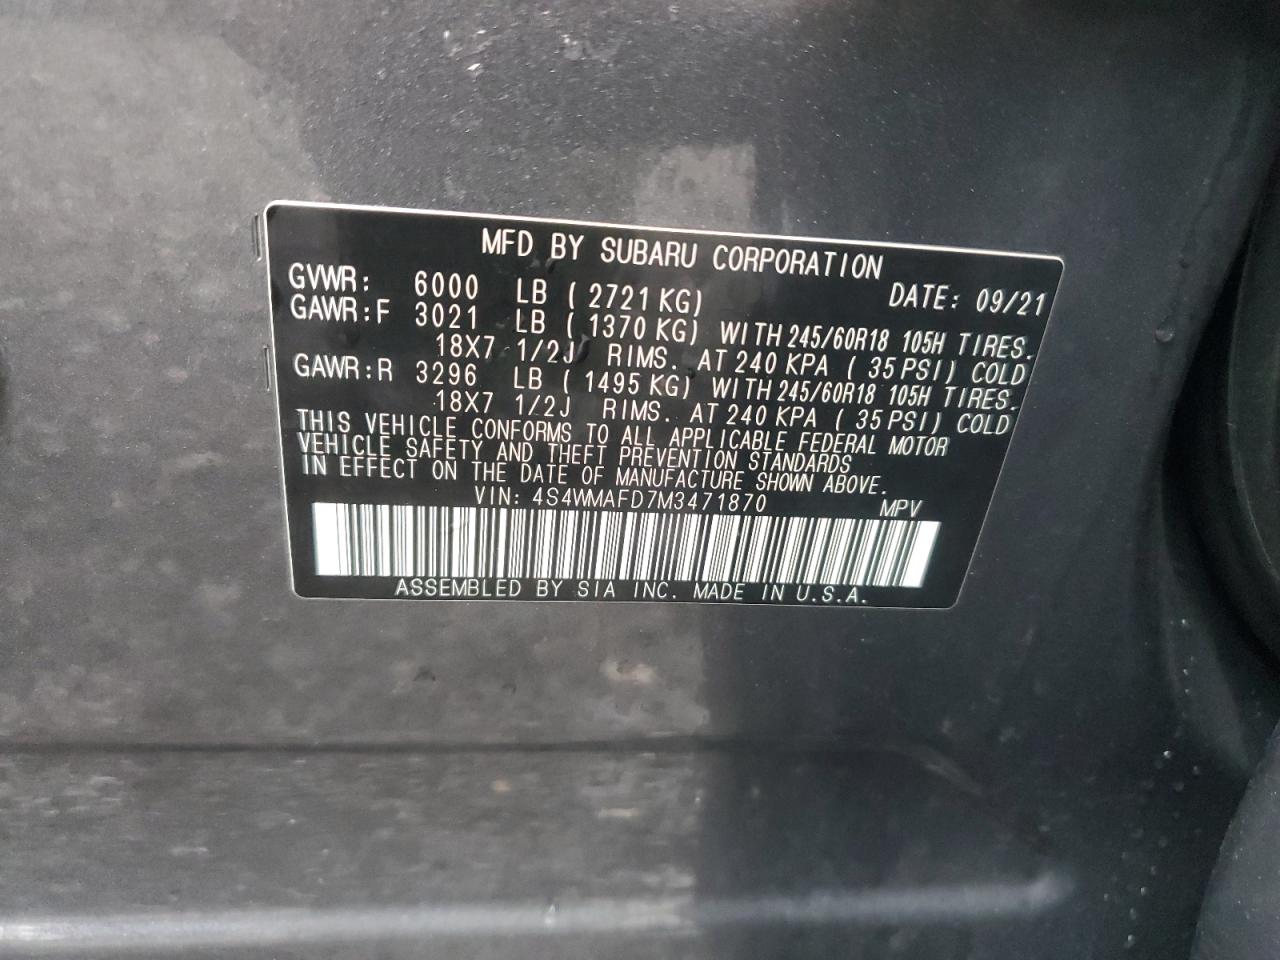 MFD BY SUBARU CORPORATION
GVWR: 6000 LB ( 2721 KG) DATE: 09/21
GAWR:F 3021 LB ( 1370 KG) WITH 245/60R18 105H TIRES.
18X7 1/2J RIMS. AT 240 KPA ( 35 PSI) COLD
GAWR:R 3296 LB ( 1495 KG) WITH 245/60R18 105H TIRES.
18X7 1/2J RIMS. AT 240 KPA ( 35 PSI) COLD
THIS VEHICLE CONFORMS TO ALL APPLICABLE FEDERAL MOTOR
VEHICLE SAFETY AND THEFT PREVENTION STANDARDS
IN EFFECT ON THE DATE OF MANUFACTURE SHOWN ABOVE.
VIN: 4S4WMAFD7M3471870 MPV
ASSEMBLED BY SIA INC. MADE IN U.S.A.